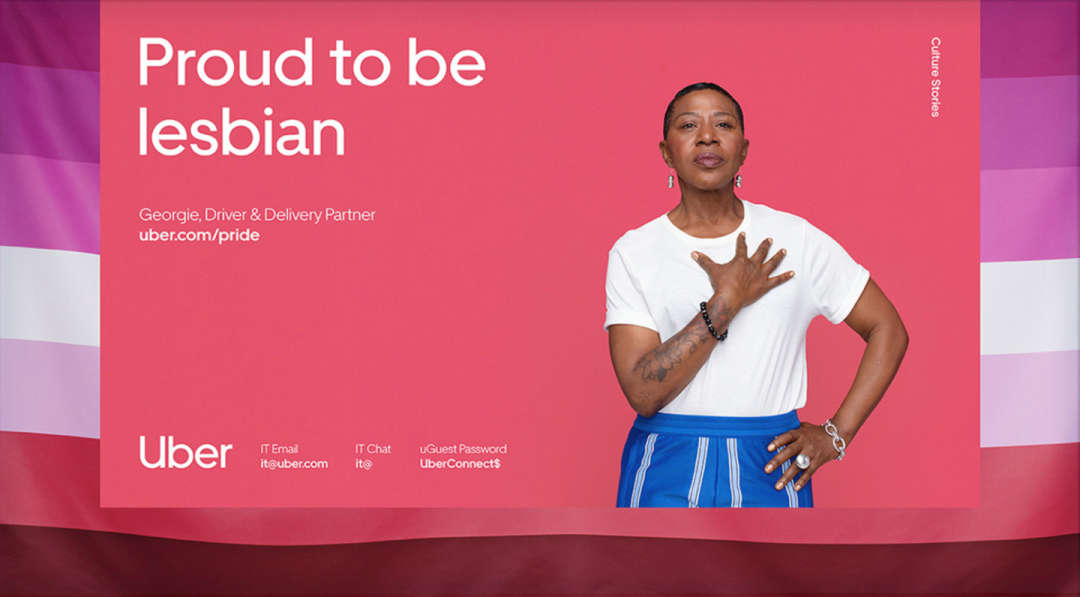 Proud to be
lesbian
Culture Stories
Georgie, Driver & Delivery Partner
uber.com/pride
Uber
IT Email
it@uber.com
IT Chat
it@
uGuest Password
UberConnect$